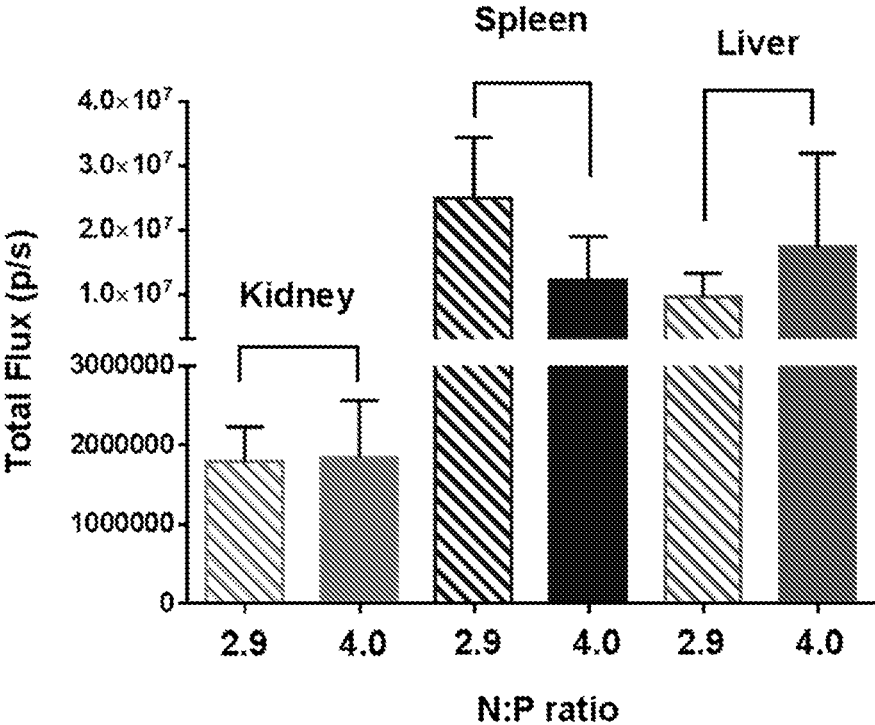 Spleen
Liver
Kidney
Total Flux (p/s)
4.0×10⁷
3.0×10⁷
2.0×10⁷
1.0×10⁷
3000000
2000000
1000000
0
2.9 4.0 2.9 4.0 2.9 4.0
N:P ratio